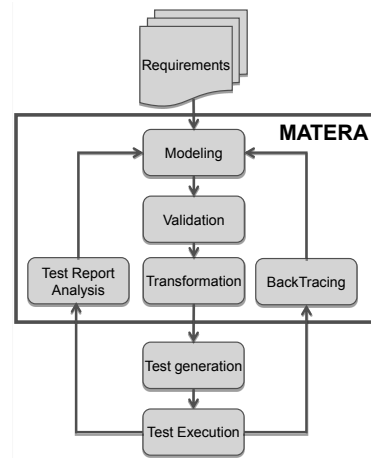 Requirements
MATERA
Modeling
Validation
Test Report
Analysis
Transformation
BackTracing
Test generation
Test Execution